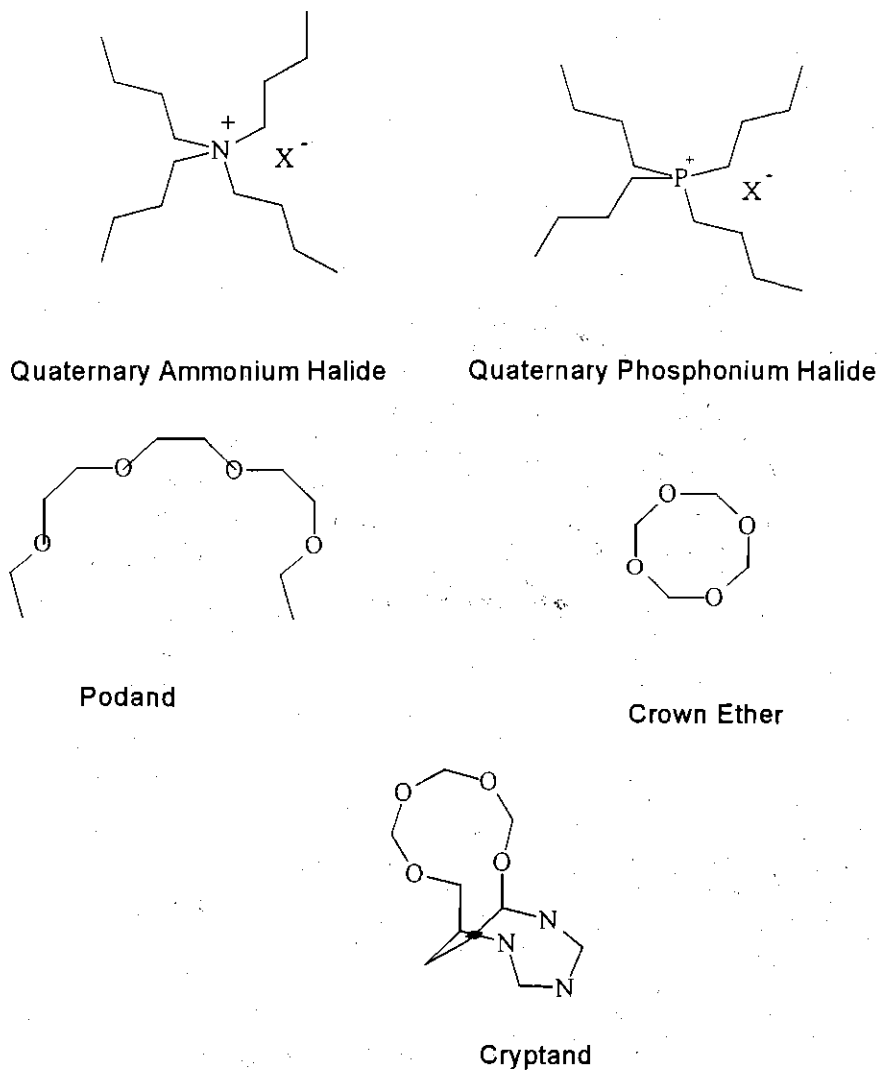 N
+
X
-
P
+
X
-
Quaternary Ammonium Halide
Quaternary Phosphonium Halide
O
O
O
O
Podand
O
O
O
O
Crown Ether
O
O
O
O
N
N
N
Cryptand